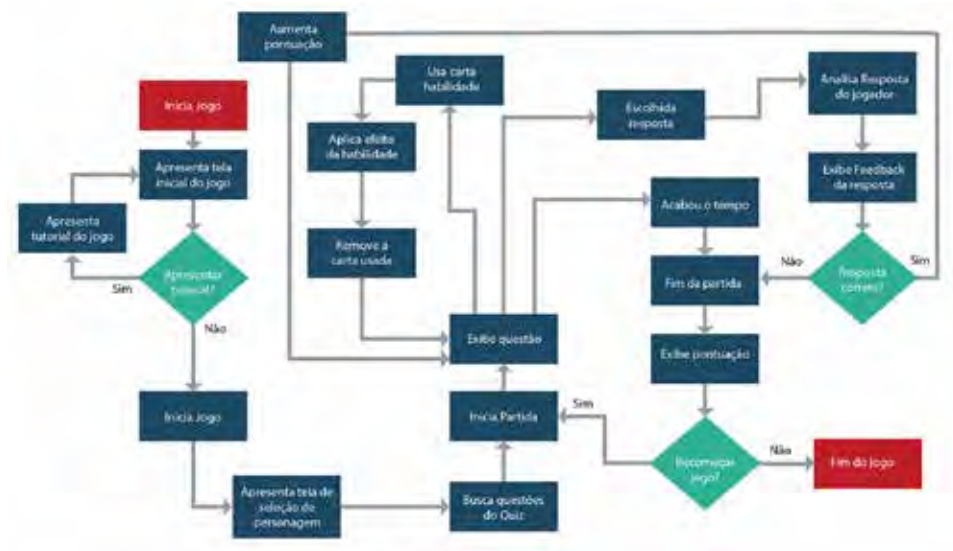 Aumenta
pontuação
Usa carta
habilidade
Inicia Jogo
Escolhida
resposta
Analisa Resposta
do jogador
Aplica efeito
da habilidade
Apresenta tela
inicial do jogo
Exibe Feedback
da resposta
Apresenta
tutorial do jogo
Acabou o tempo
Remove a
carta usada
Apresentar
tutorial?
Sim
Não
Fim da partida
Não
Resposta
correta?
Sim
Exibe questão
Exibe pontuação
Inicia Jogo
Inicia Partida
Sim
Recomeçar
jogo?
Não
Fim do Jogo
Apresenta tela de
seleção de
personagem
Busca questões
do Quiz